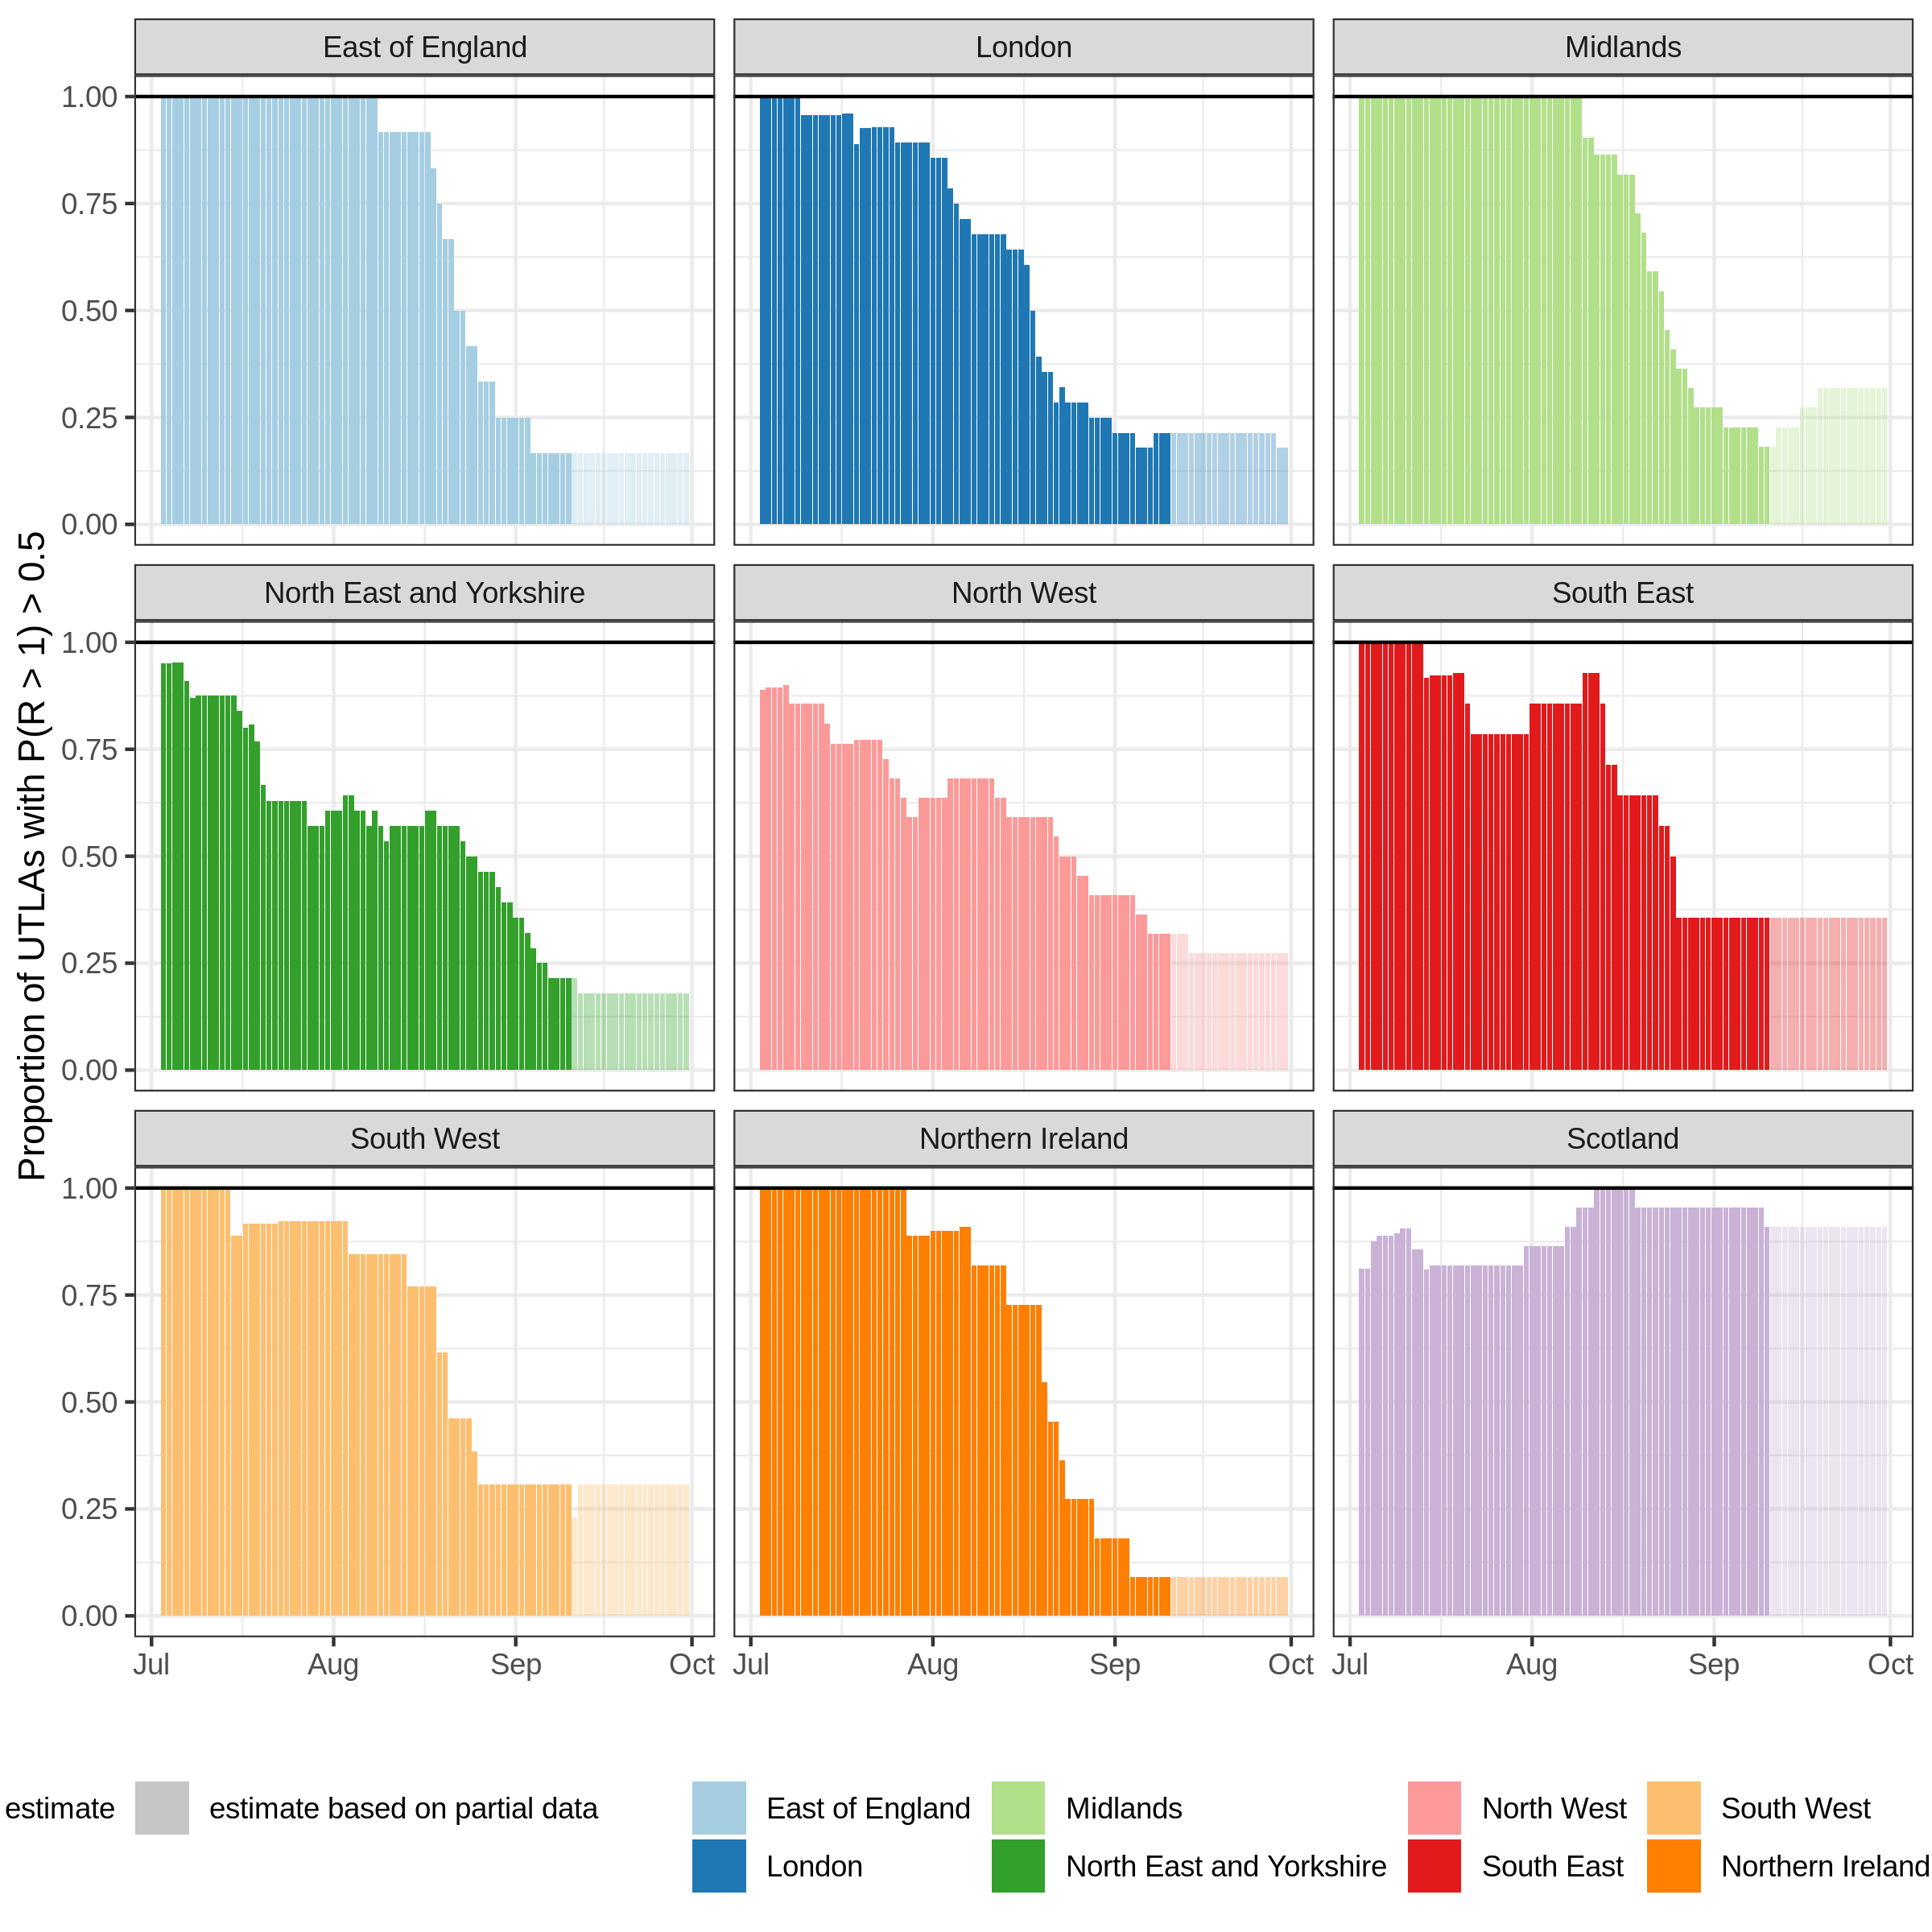 East of England London Midlands
1.00
0.75
0.50
0.25
0.00
North East and Yorkshire North West South East
1.00
0.75
0.50
0.25
0.00
South West Northern Ireland Scotland
1.00
0.75
0.50
0.25
0.00
Jul Aug Sep Oct Jul Aug Sep Oct Jul Aug Sep Oct
Proportion of UTLAs with P(R > 1) > 0.5
estimate estimate based on partial data East of England Midlands North West South West
London North East and Yorkshire South East Northern Ireland